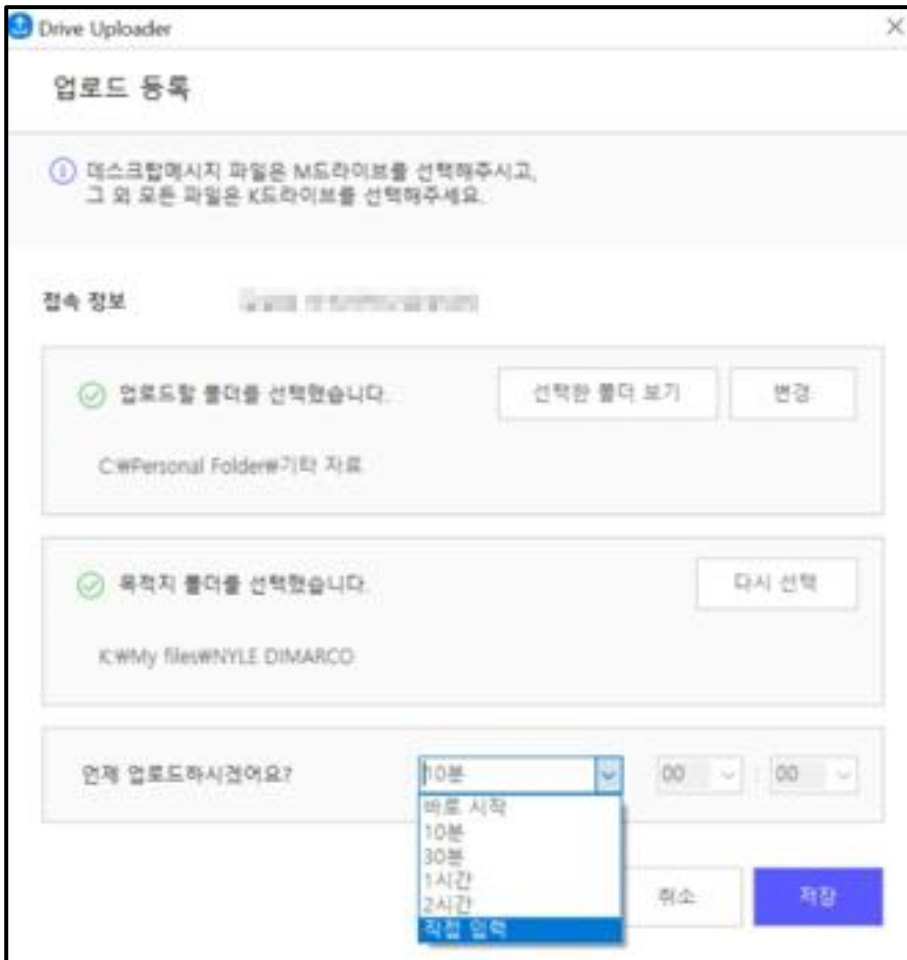 Drive Uploader
업로드 등록
데스크탑메시지 파일은 M드라이브를 선택해주시고,
그 외 모든 파일은 K드라이브를 선택해주세요.
접속 정보
업로드할 폴더를 선택했습니다.
선택한 폴더 보기
변경
C:₩Personal Folder₩기타 자료
목적지 폴더를 선택했습니다.
다시 선택
K:₩My files₩NYLE DIMARCO
언제 업로드하시겠어요?
10분
00 : 00
바로 시작
10분
30분
1시간
2시간
직접 입력
취소
저장